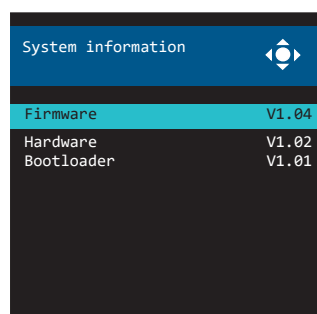 System information
Firmware V1.04
Hardware V1.02
Bootloader V1.01